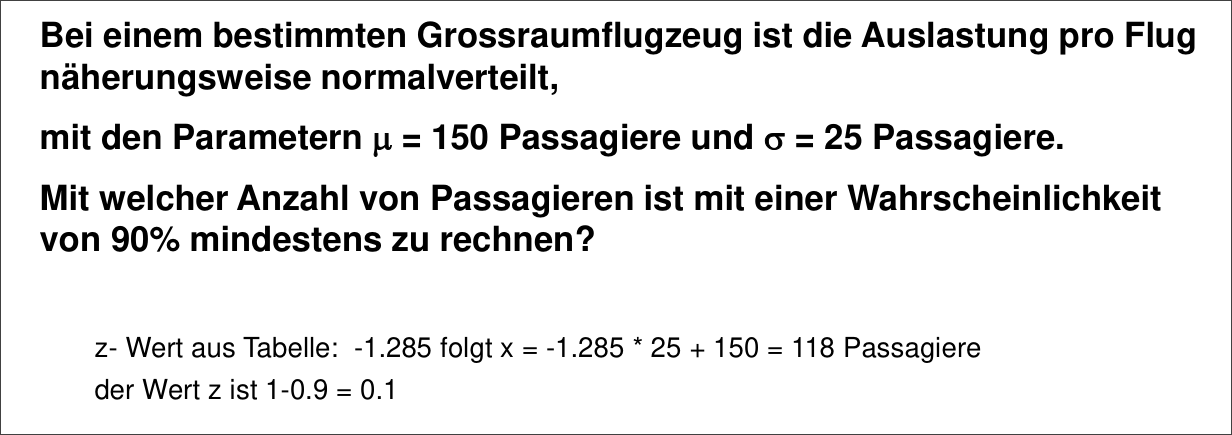 Bei einem bestimmten Grossraumflugzeug ist die Auslastung pro Flug
näherungsweise normalverteilt,
mit den Parametern μ = 150 Passagiere und σ = 25 Passagiere.
Mit welcher Anzahl von Passagieren ist mit einer Wahrscheinlichkeit
von 90% mindestens zu rechnen?
z- Wert aus Tabelle:  -1.285 folgt x = -1.285 * 25 + 150 = 118 Passagiere
der Wert z ist 1-0.9 = 0.1